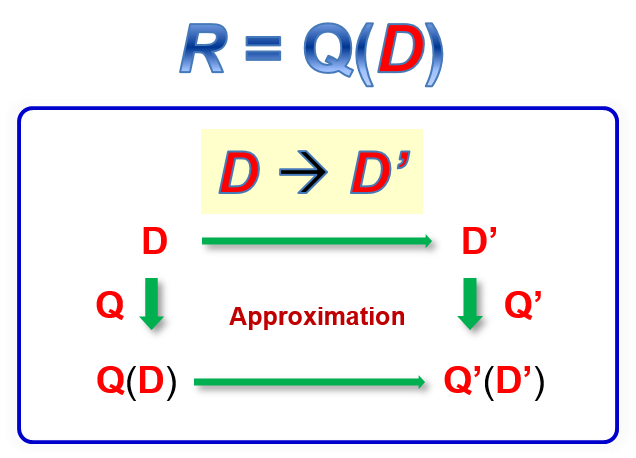 R = Q(D)
D → D’
D D’
Q Approximation Q’
Q(D) Q’(D’)